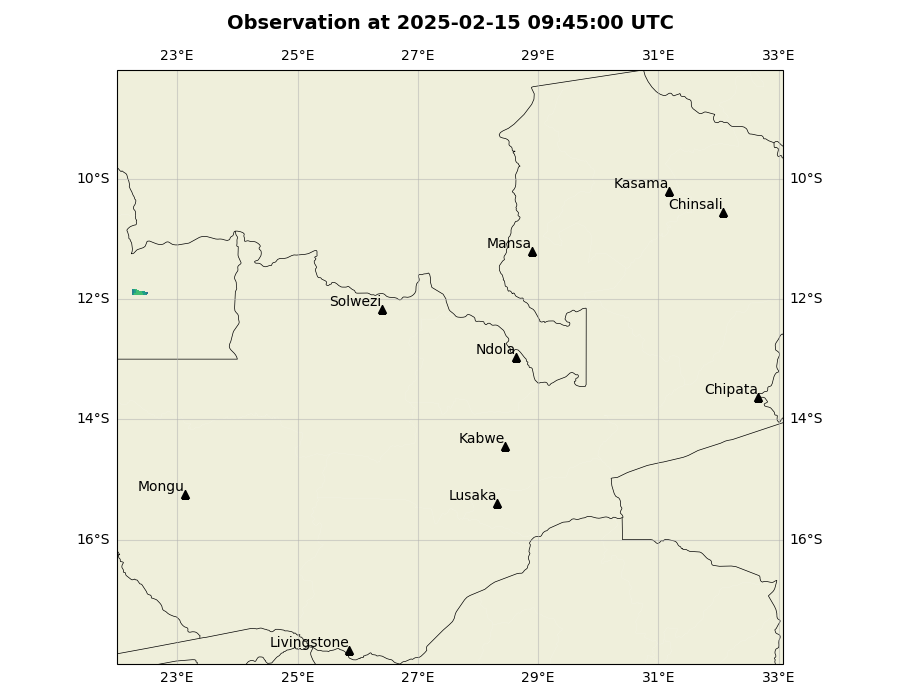 Observation at 2025-02-15 09:45:00 UTC
23°E 25°E 27°E 29°E 31°E 33°E
10°S 10°S
Kasama
Chinsali
Mansa
12°S 12°S
Solwezi
Ndola
Chipata
14°S 14°S
Kabwe
Mongu
Lusaka
16°S 16°S
Livingstone
23°E 25°E 27°E 29°E 31°E 33°E